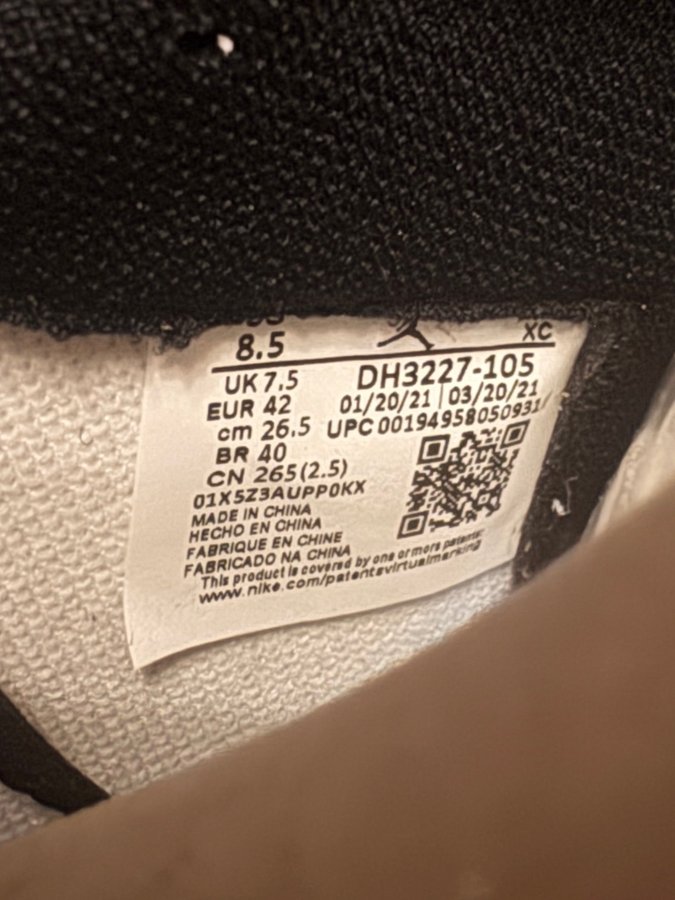 8.5
XC
UK 7.5
EUR 42
cm 26.5
BR 40
CN 265 (2.5)
DH3227-105
01/20/21 | 03/20/21
UPC 00194958050931
01X5Z3AUPP0KX
MADE IN CHINA
HECHO EN CHINA
FABRIQUE EN CHINE
FABRICADO NA CHINA
This product is covered by one or more patents.
www.nike.com/patentsvirtualmarking